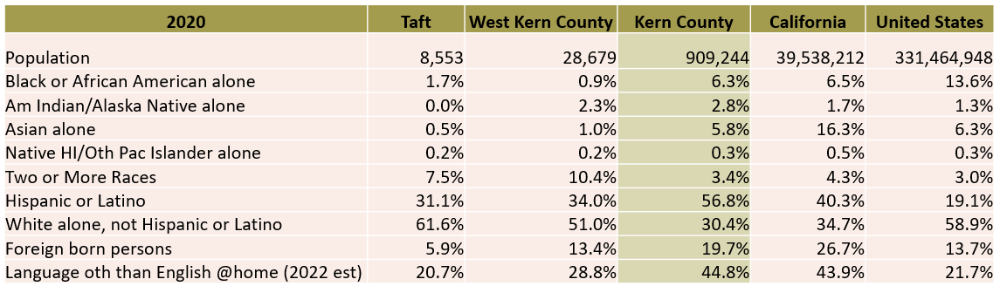 2020 Taft West Kern County Kern County California United States
Population 8,553 28,679 909,244 39,538,212 331,464,948
Black or African American alone 1.7% 0.9% 6.3% 6.5% 13.6%
Am Indian/Alaska Native alone 0.0% 2.3% 2.8% 1.7% 1.3%
Asian alone 0.5% 1.0% 5.8% 16.3% 6.3%
Native HI/Oth Pac Islander alone 0.2% 0.2% 0.3% 0.5% 0.3%
Two or More Races 7.5% 10.4% 3.4% 4.3% 3.0%
Hispanic or Latino 31.1% 34.0% 56.8% 40.3% 19.1%
White alone, not Hispanic or Latino 61.6% 51.0% 30.4% 34.7% 58.9%
Foreign born persons 5.9% 13.4% 19.7% 26.7% 13.7%
Language oth than English @home (2022 est) 20.7% 28.8% 44.8% 43.9% 21.7%